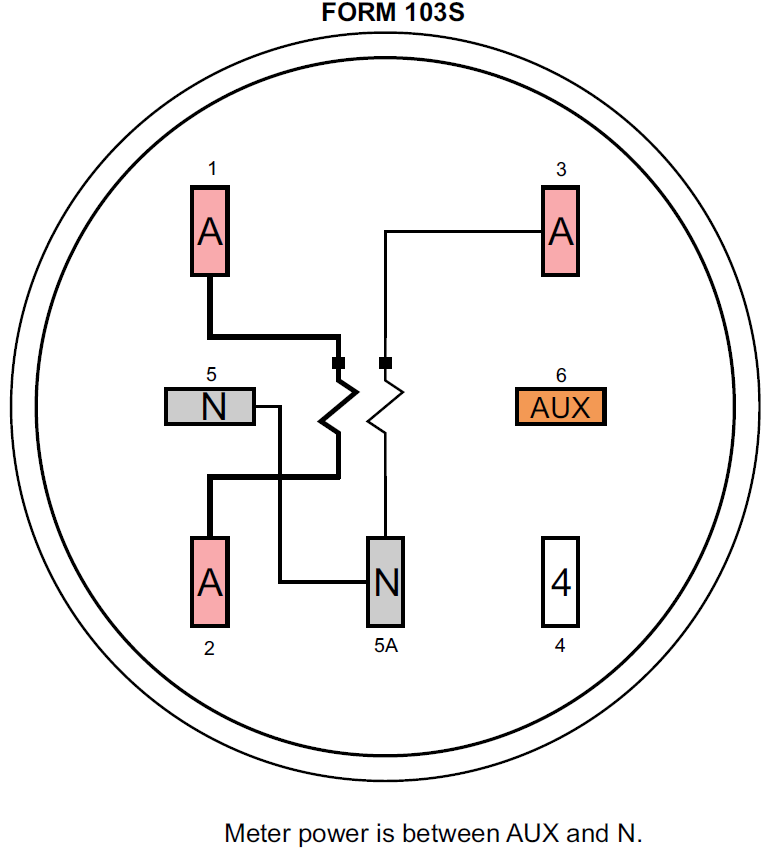 FORM 103S
1
3
A
A
5
6
N
AUX
A
N
4
2
5A
4
Meter power is between AUX and N.